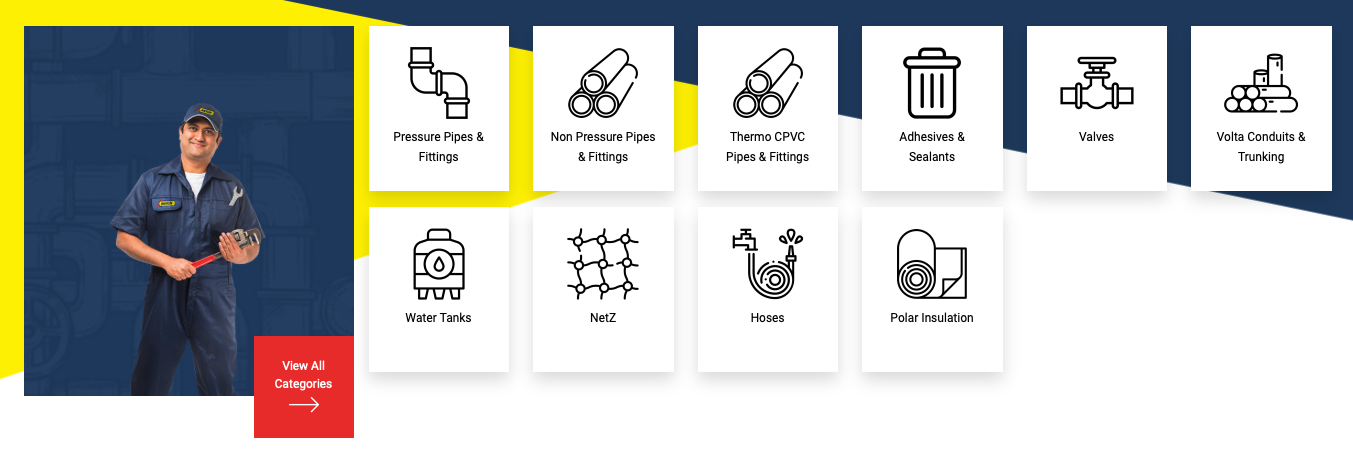 Pressure Pipes &
Fittings
Non Pressure Pipes
& Fittings
Thermo CPVC
Pipes & Fittings
Adhesives &
Sealants
Valves
Volta Conduits &
Trunking
Water Tanks
NetZ
Hoses
Polar Insulation
View All
Categories